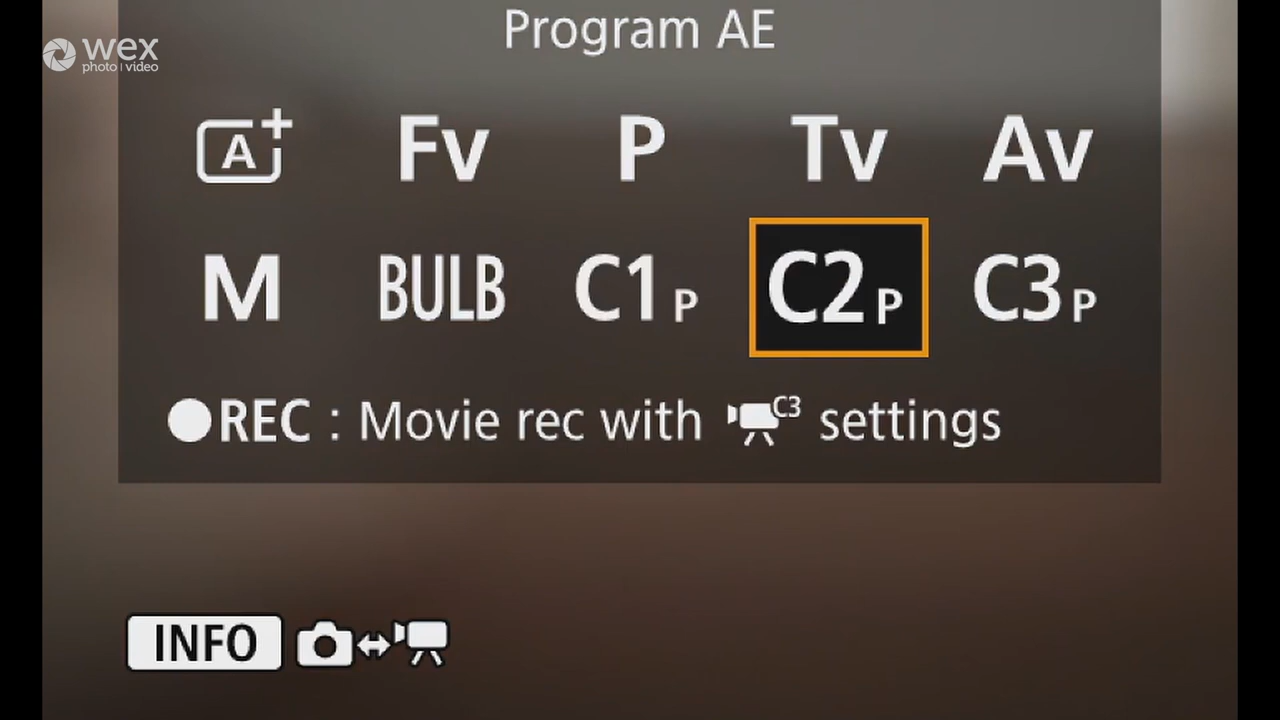 wex
photo | video
Program AE
A+ Fv P Tv Av
M BULB C1 P C2 P C3 P
REC : Movie rec with C3 settings
INFO